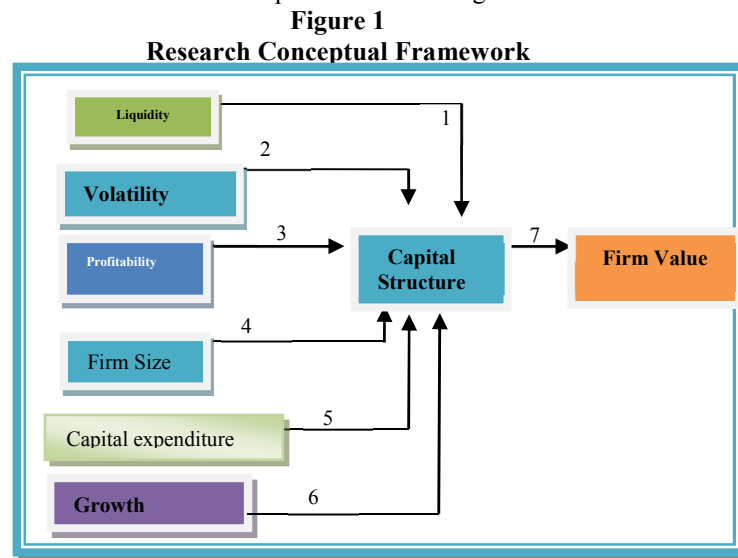 Figure 1
Research Conceptual Framework
Liquidity
1
2
Volatility
3
Profitability
Capital
Structure
7
Firm Value
4
Firm Size
5
Capital expenditure
6
Growth